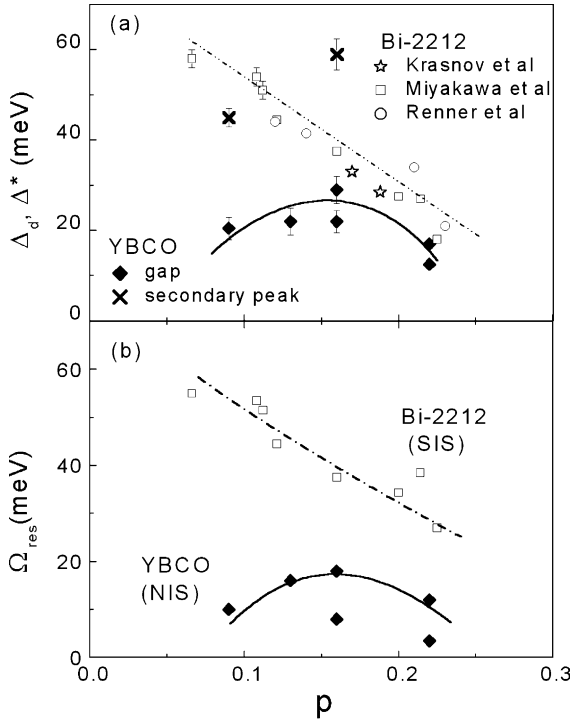 (a)
Bi-2212
Krasnov et al
Miyakawa et al
Renner et al
60
40
20
0
Δd, Δ* (meV)
YBCO
gap
secondary peak
(b)
60
40
20
0
Ωres(meV)
Bi-2212
(SIS)
YBCO
(NIS)
0.0
0.1
0.2
0.3
p